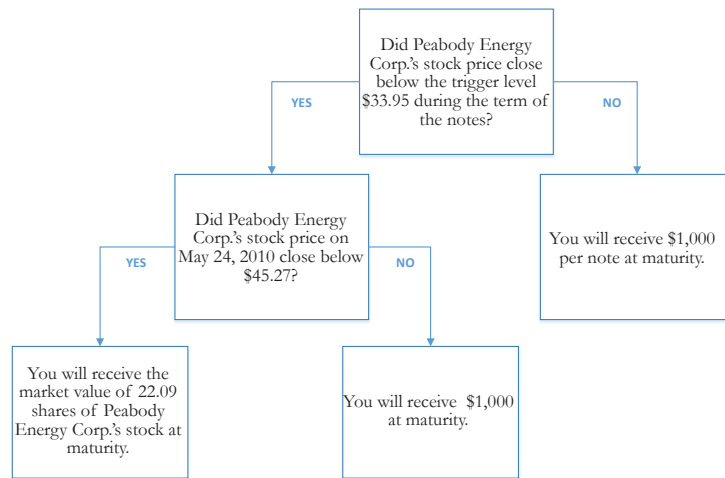 Did Peabody Energy
Corp.'s stock price close
below the trigger level
$33.95 during the term of
the notes?
YES
NO
Did Peabody Energy
Corp.'s stock price on
May 24, 2010 close below
$45.27?
You will receive $1,000
per note at maturity.
YES
NO
You will receive the
market value of 22.09
shares of Peabody
Energy Corp.'s stock at
maturity.
You will receive $1,000
at maturity.